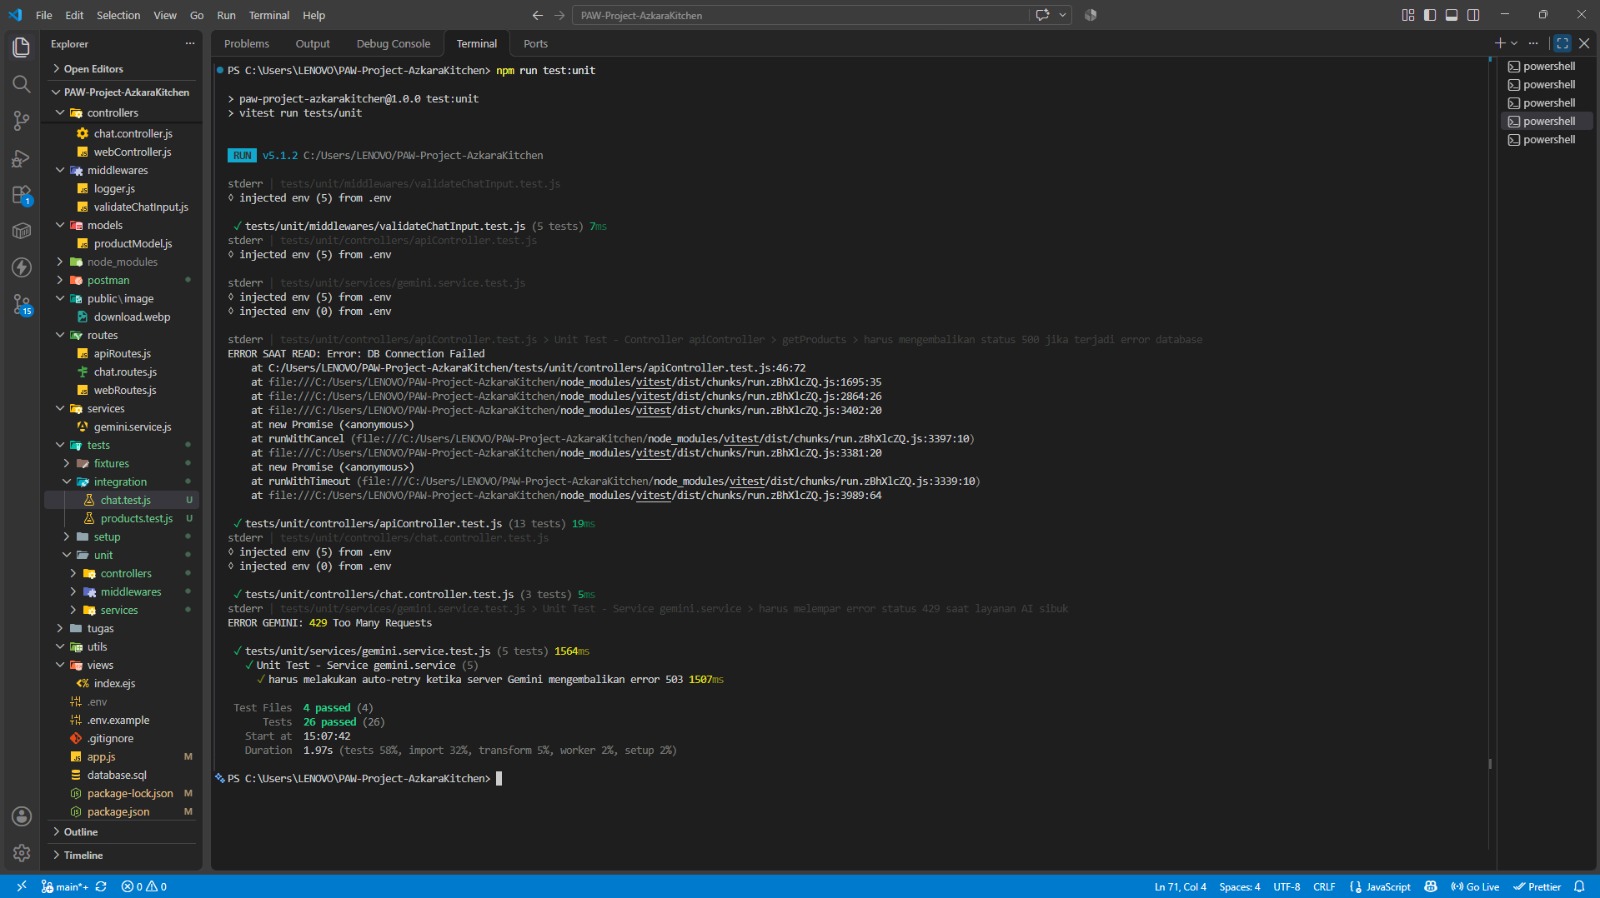 File Edit Selection View Go Run Terminal Help
PAW-Project-AzkaraKitchen
Explorer
Open Editors
PAW-Project-AzkaraKitchen
controllers
chat.controller.js
webController.js
middlewares
logger.js
validateChatInput.js
models
productModel.js
node_modules
postman
public\image
download.webp
routes
apiRoutes.js
chat.routes.js
webRoutes.js
services
gemini.service.js
tests
fixtures
integration
chat.test.js U
products.test.js U
setup
unit
controllers
middlewares
services
tugas
utils
views
index.ejs
.env
.env.example
.gitignore
app.js M
database.sql
package-lock.json M
package.json M
Outline
Timeline
1
15
Problems Output Debug Console Terminal Ports
PS C:\Users\LENOVO\PAW-Project-AzkaraKitchen> npm run test:unit
> paw-project-azkarakitchen@1.0.0 test:unit
> vitest run tests/unit
RUN v5.1.2 C:/Users/LENOVO/PAW-Project-AzkaraKitchen
stderr | tests/unit/middlewares/validateChatInput.test.js
◊ injected env (5) from .env
✓ tests/unit/middlewares/validateChatInput.test.js (5 tests) 7ms
stderr | tests/unit/controllers/apiController.test.js
◊ injected env (5) from .env
stderr | tests/unit/services/gemini.service.test.js
◊ injected env (5) from .env
◊ injected env (0) from .env
stderr | tests/unit/controllers/apiController.test.js > Unit Test - Controller apiController > getProducts > harus mengembalikan status 500 jika terjadi error database
ERROR SAAT READ: Error: DB Connection Failed
at C:/Users/LENOVO/PAW-Project-AzkaraKitchen/tests/unit/controllers/apiController.test.js:46:72
at file:///C:/Users/LENOVO/PAW-Project-AzkaraKitchen/node_modules/vitest/dist/chunks/run.zBhXlcZQ.js:1695:35
at file:///C:/Users/LENOVO/PAW-Project-AzkaraKitchen/node_modules/vitest/dist/chunks/run.zBhXlcZQ.js:2864:26
at file:///C:/Users/LENOVO/PAW-Project-AzkaraKitchen/node_modules/vitest/dist/chunks/run.zBhXlcZQ.js:3402:20
at new Promise (<anonymous>)
at runWithCancel (file:///C:/Users/LENOVO/PAW-Project-AzkaraKitchen/node_modules/vitest/dist/chunks/run.zBhXlcZQ.js:3397:10)
at file:///C:/Users/LENOVO/PAW-Project-AzkaraKitchen/node_modules/vitest/dist/chunks/run.zBhXlcZQ.js:3381:20
at new Promise (<anonymous>)
at runWithTimeout (file:///C:/Users/LENOVO/PAW-Project-AzkaraKitchen/node_modules/vitest/dist/chunks/run.zBhXlcZQ.js:3339:10)
at file:///C:/Users/LENOVO/PAW-Project-AzkaraKitchen/node_modules/vitest/dist/chunks/run.zBhXlcZQ.js:3989:64
✓ tests/unit/controllers/apiController.test.js (13 tests) 19ms
stderr | tests/unit/controllers/chat.controller.test.js
◊ injected env (5) from .env
◊ injected env (0) from .env
✓ tests/unit/controllers/chat.controller.test.js (3 tests) 5ms
stderr | tests/unit/services/gemini.service.test.js > Unit Test - Service gemini.service > harus melempar error status 429 saat layanan AI sibuk
ERROR GEMINI: 429 Too Many Requests
✓ tests/unit/services/gemini.service.test.js (5 tests) 1564ms
✓ Unit Test - Service gemini.service (5)
✓ harus melakukan auto-retry ketika server Gemini mengembalikan error 503 1507ms
Test Files 4 passed (4)
Tests 26 passed (26)
Start at 15:07:42
Duration 1.97s (tests 58%, import 32%, transform 5%, worker 2%, setup 2%)
PS C:\Users\LENOVO\PAW-Project-AzkaraKitchen>
powershell
powershell
powershell
powershell
powershell
main*+ 0 0
Ln 71, Col 4 Spaces: 4 UTF-8 CRLF {} JavaScript Go Live Prettier